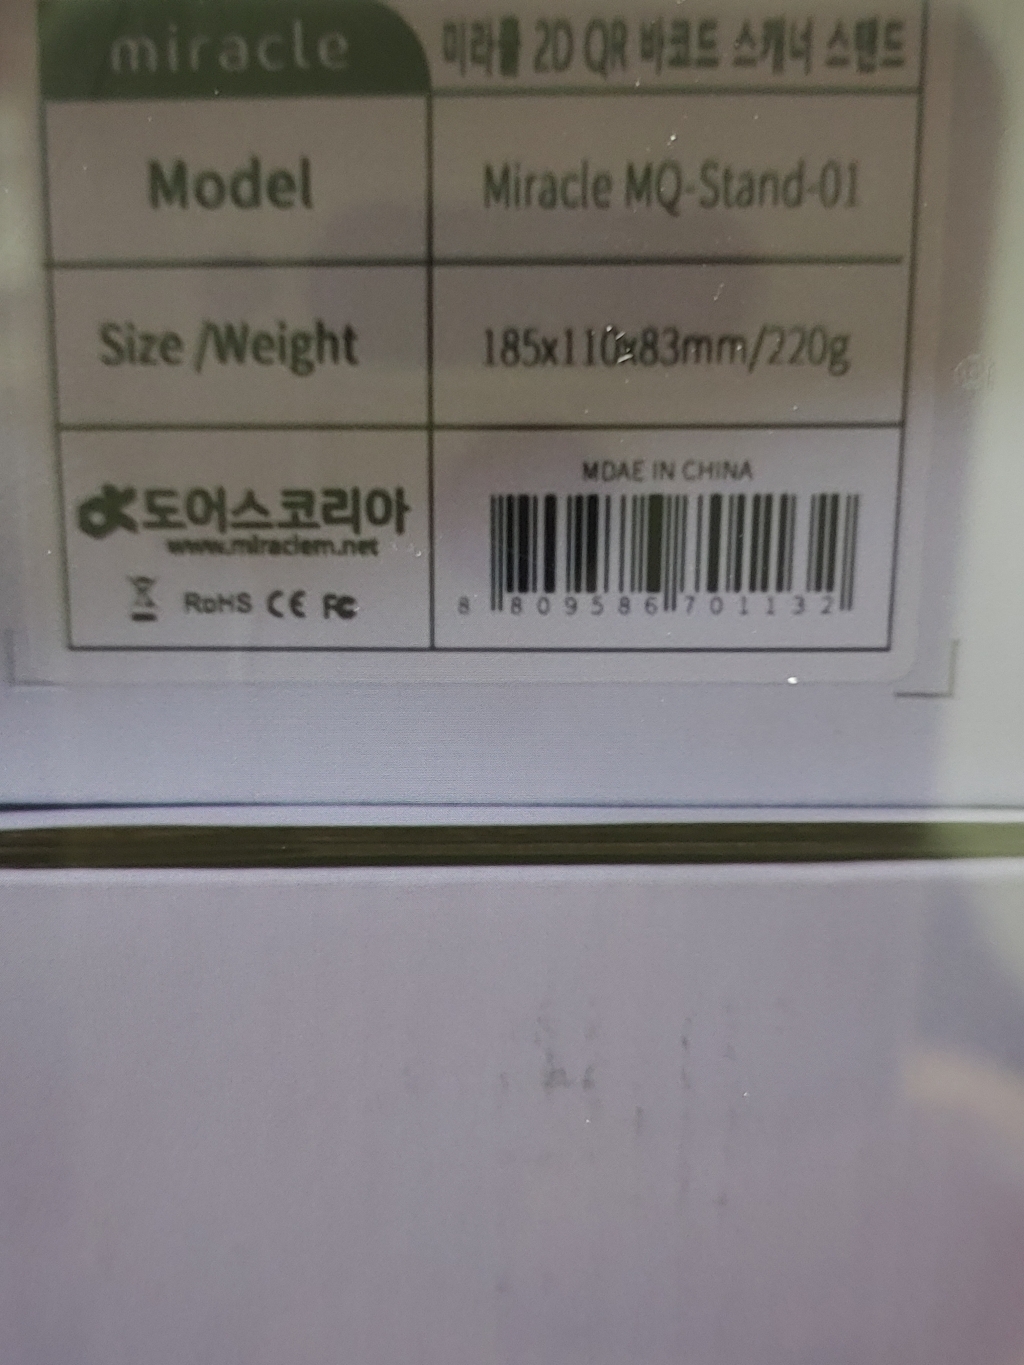 miracle
미라클 2D QR 바코드 스캐너 스탠드
Model
Miracle MQ-Stand-01
Size /Weight
185x110x83mm/220g
도어스코리아
www.miraclem.net
RoHS CE FC
MDAE IN CHINA
8 809586 701132